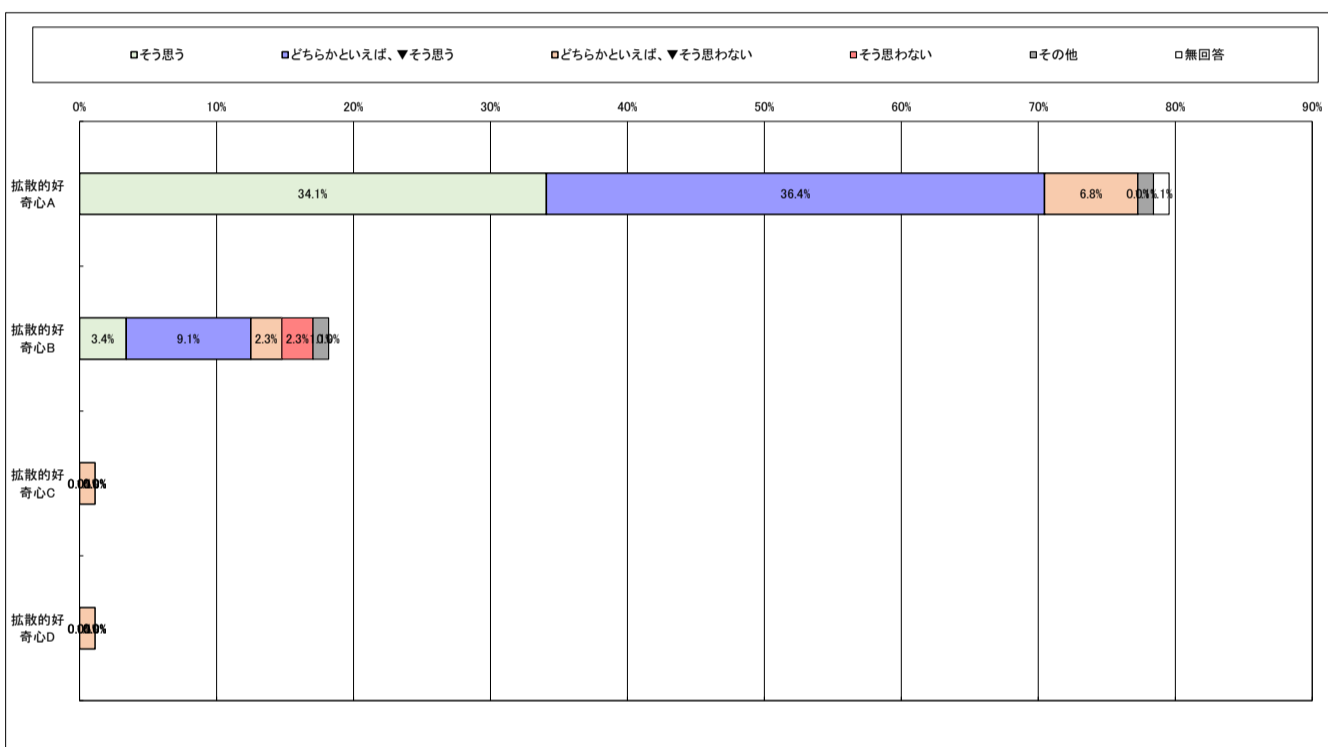 そう思う
どちらかといえば、▼そう思う
どちらかといえば、▼そう思わない
そう思わない
その他
無回答
0%
10%
20%
30%
40%
50%
60%
70%
80%
90%
拡散的好
奇心A
34.1%
36.4%
6.8%
拡散的好
奇心B
3.4%
9.1%
2.3%
2.3%
拡散的好
奇心C
拡散的好
奇心D